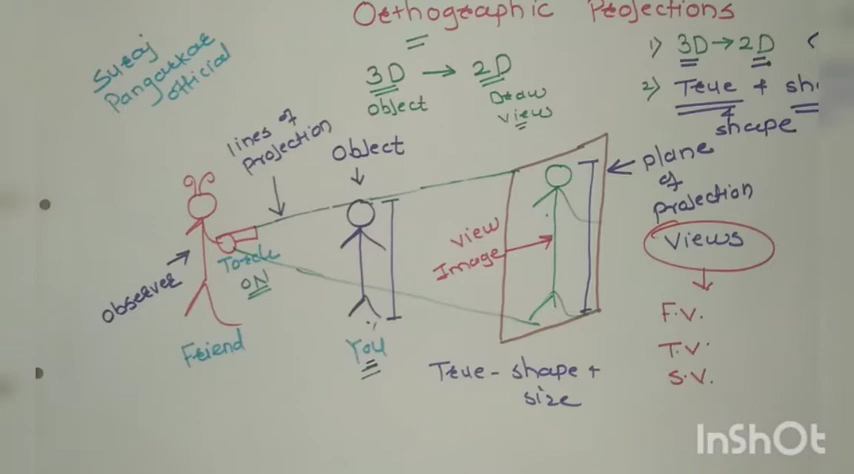 Orthographic Projections
Suraj
Pangarkar
official
3D → 2D
object
Draw
views
1) 3D → 2D
2) True & sh
&
shape
lines of
projection
object
plane
of
projection
view
Image
Views
observer
Torch
ON
Friend
You
True - shape +
size
F.V.
T.V.
S.V.
InShOt